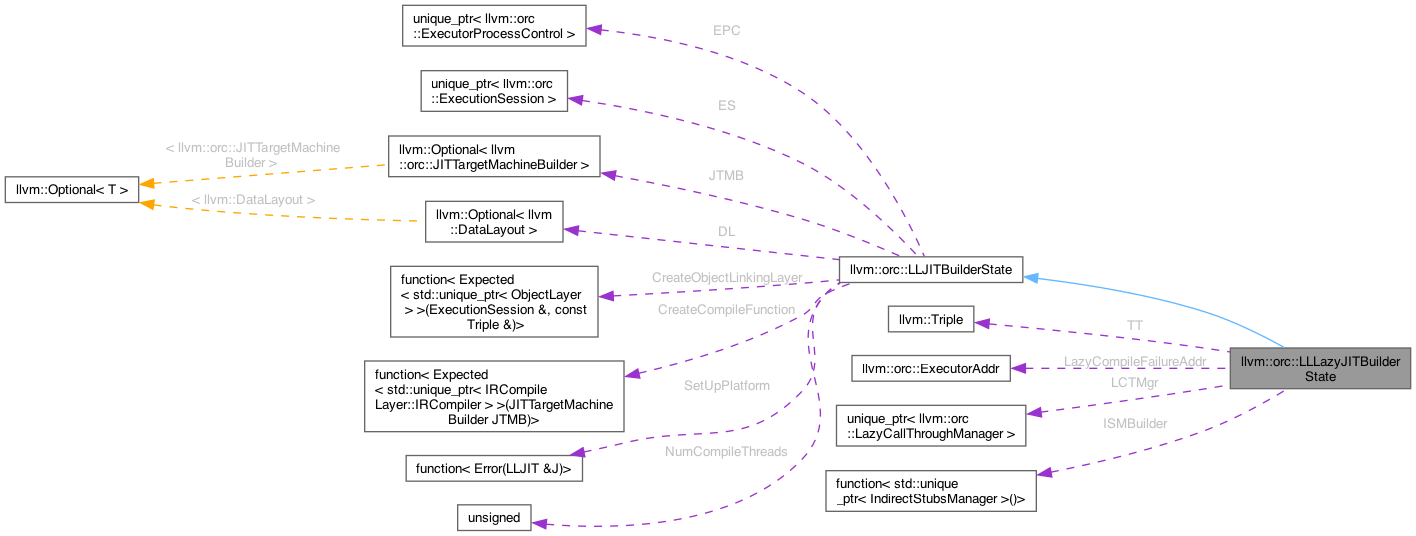 unique_ptr< llvm::orc
::ExecutorProcessControl >
EPC
unique_ptr< llvm::orc
::ExecutionSession >
ES
< llvm::orc::JITTargetMachine
Builder >
llvm::Optional< llvm
::orc::JITTargetMachineBuilder >
JTMB
llvm::Optional< T >
< llvm::DataLayout >
llvm::Optional< llvm
::DataLayout >
DL
llvm::orc::LLJITBuilderState
function< Expected
< std::unique_ptr< ObjectLayer
> >(ExecutionSession &, const
Triple &)>
CreateObjectLinkingLayer
CreateCompileFunction
llvm::Triple
TT
llvm::orc::LLLazyJITBuilder
State
llvm::orc::ExecutorAddr
LazyCompileFailureAddr
function< Expected
< std::unique_ptr< IRCompile
Layer::IRCompiler > >(JITTargetMachine
Builder JTMB)>
SetUpPlatform
LCTMgr
unique_ptr< llvm::orc
::LazyCallThroughManager >
ISMBuilder
function< Error(LLJIT &J)>
NumCompileThreads
function< std::unique
_ptr< IndirectStubsManager >()>
unsigned